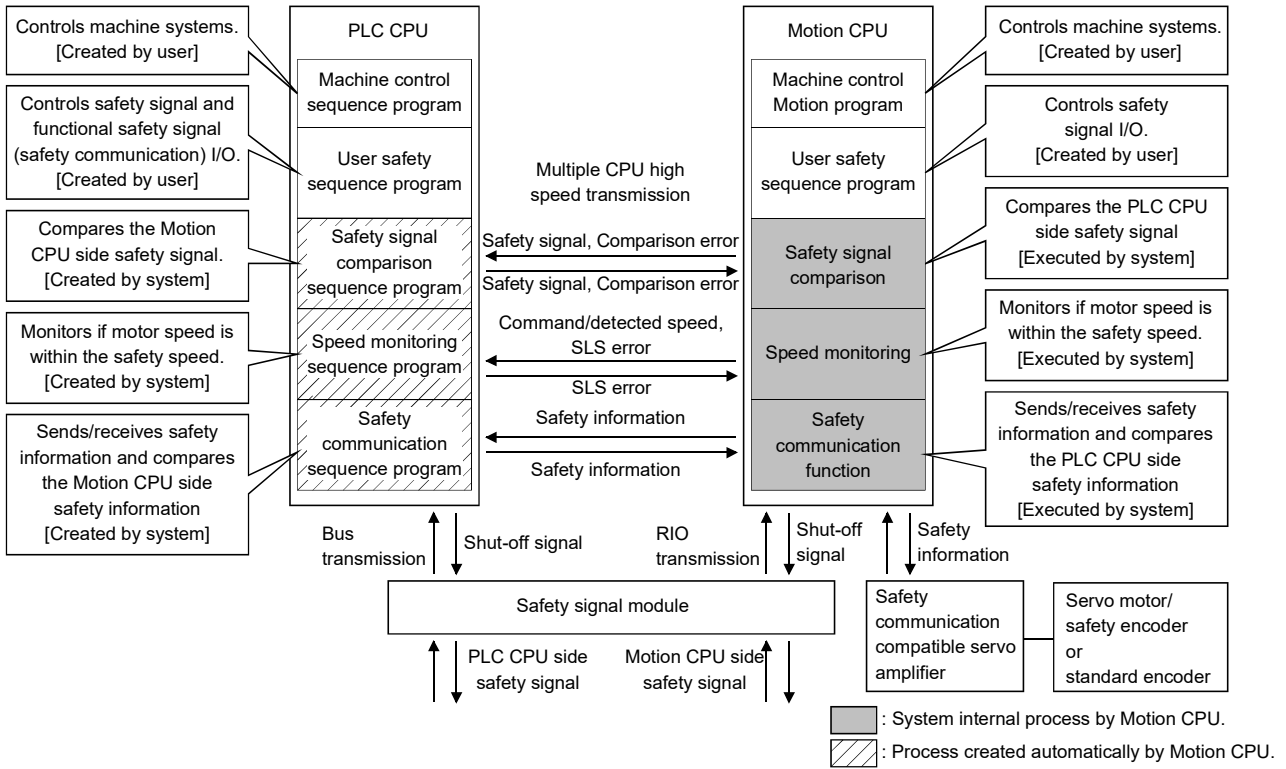 Controls machine systems.
[Created by user]
Controls safety signal and
functional safety signal
(safety communication) I/O.
[Created by user]
Compares the Motion
CPU side safety signal.
[Created by system]
Monitors if motor speed is
within the safety speed.
[Created by system]
Sends/receives safety
information and compares
the Motion CPU side
safety information
[Created by system]
PLC CPU
Machine control
sequence program
User safety
sequence program
Safety signal
comparison
sequence program
Speed monitoring
sequence program
Safety
communication
sequence program
Multiple CPU high
speed transmission
Safety signal, Comparison error
Safety signal, Comparison error
Command/detected speed,
SLS error
SLS error
Safety information
Safety information
Motion CPU
Machine control
Motion program
User safety
sequence program
Safety signal
comparison
Speed monitoring
Safety
communication
function
Controls machine systems.
[Created by user]
Controls safety
signal I/O.
[Created by user]
Compares the PLC CPU
side safety signal
[Executed by system]
Monitors if motor speed is
within the safety speed.
[Executed by system]
Sends/receives safety
information and compares
the PLC CPU side
safety information
[Executed by system]
Bus
transmission
Shut-off signal
RIO
transmission
Shut-off
signal
Safety
information
Safety signal module
PLC CPU side
safety signal
Motion CPU side
safety signal
Safety
communication
compatible servo
amplifier
Servo motor/
safety encoder
or
standard encoder
: System internal process by Motion CPU.
: Process created automatically by Motion CPU.